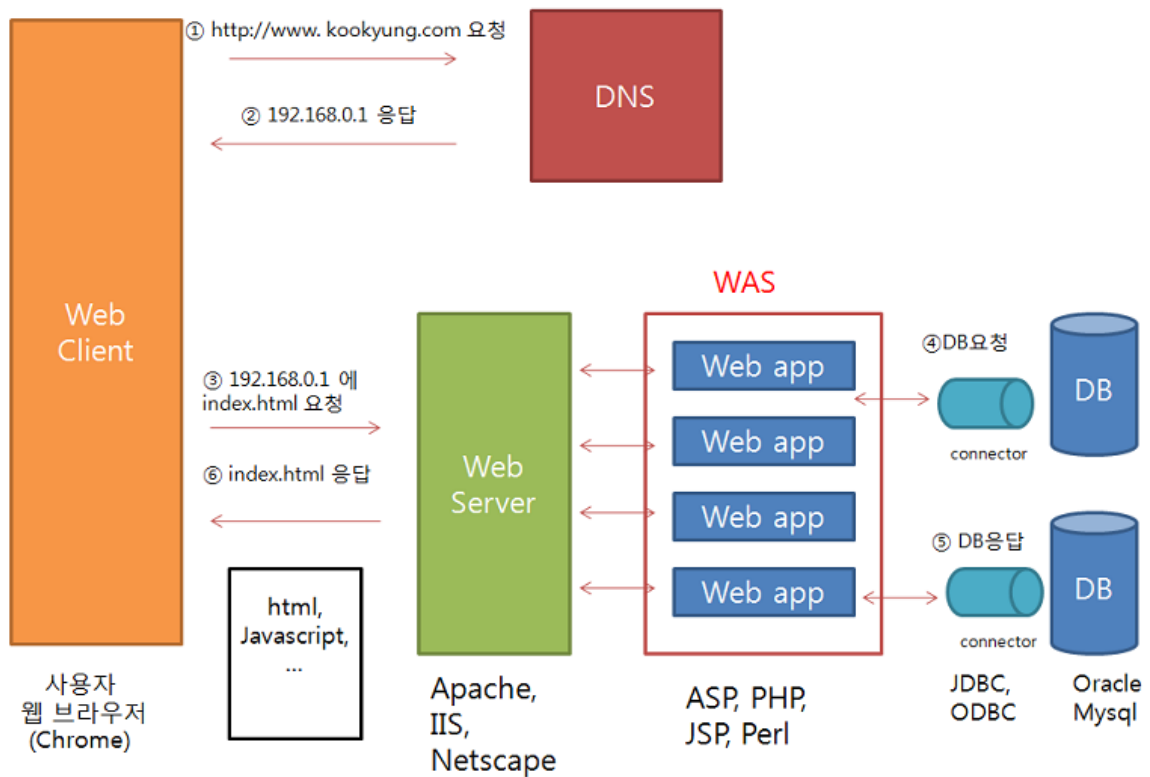 ① http://www. kookyung.com 요청
DNS
② 192.168.0.1 응답
Web
Client
WAS
③ 192.168.0.1 에
index.html 요청
⑥ index.html 응답
Web
Server
Web app
Web app
Web app
Web app
④DB요청
connector
DB
⑤ DB응답
connector
DB
html,
Javascript,
...
사용자
웹 브라우저
(Chrome)
Apache,
IIS,
Netscape
ASP, PHP,
JSP, Perl
JDBC,
ODBC
Oracle
Mysql